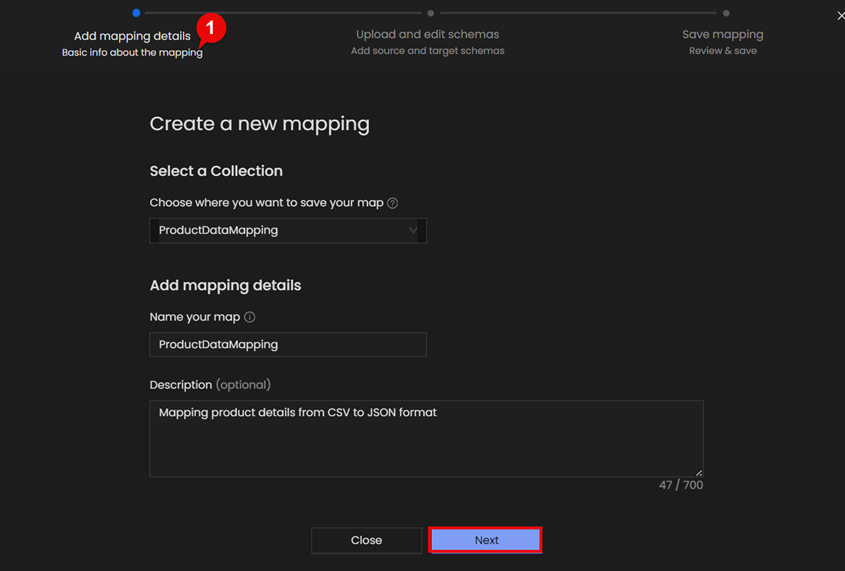 1
Add mapping details
Basic info about the mapping
Upload and edit schemas
Add source and target schemas
Save mapping
Review & save
Create a new mapping
Select a Collection
Choose where you want to save your map
ProductDataMapping
Add mapping details
Name your map
ProductDataMapping
Description (optional)
Mapping product details from CSV to JSON format
47 / 700
Close
Next